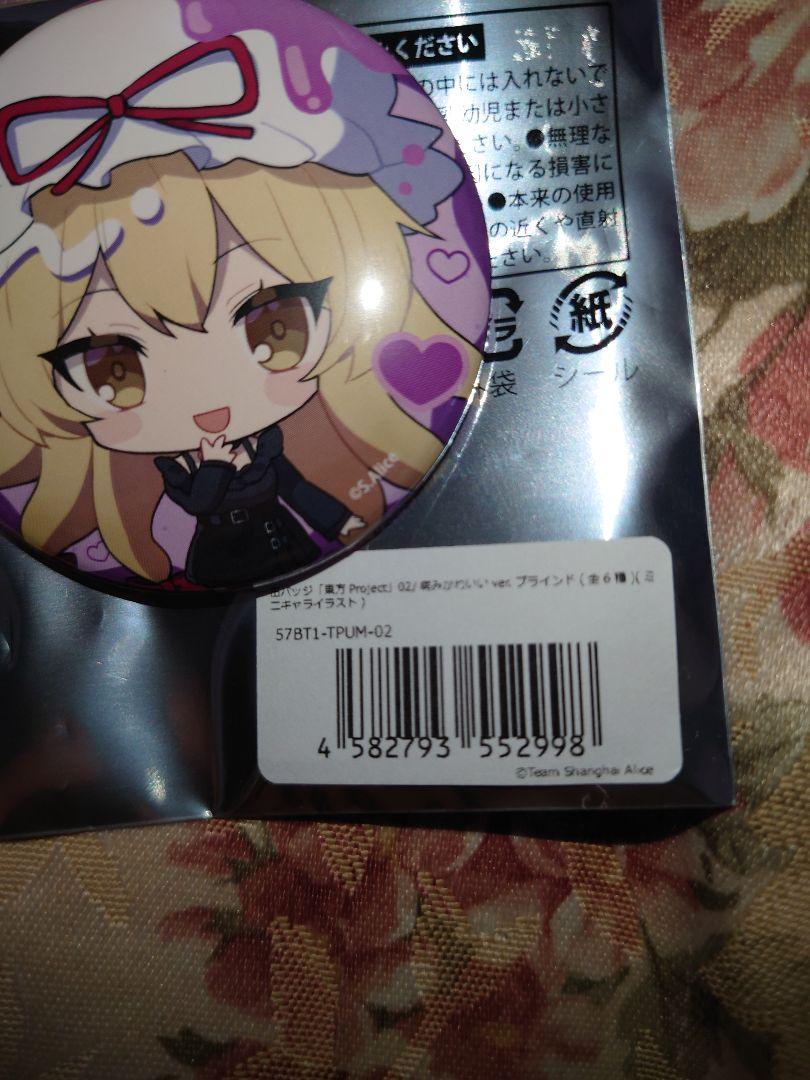 ください
の中には入れないで
幼児または小さ
さい。●無理な
になる損害に
●本来の使用
の近くや直射
さい。
紙
袋
シール
©S.Alice
缶バッジ「東方 Project」02/ 病みかわいい ver. ブラインド ( 全 6 種 )( ミ
ニキャライラスト )
57BT1-TPUM-02
4 582793 552998
©Team Shanghai Alice